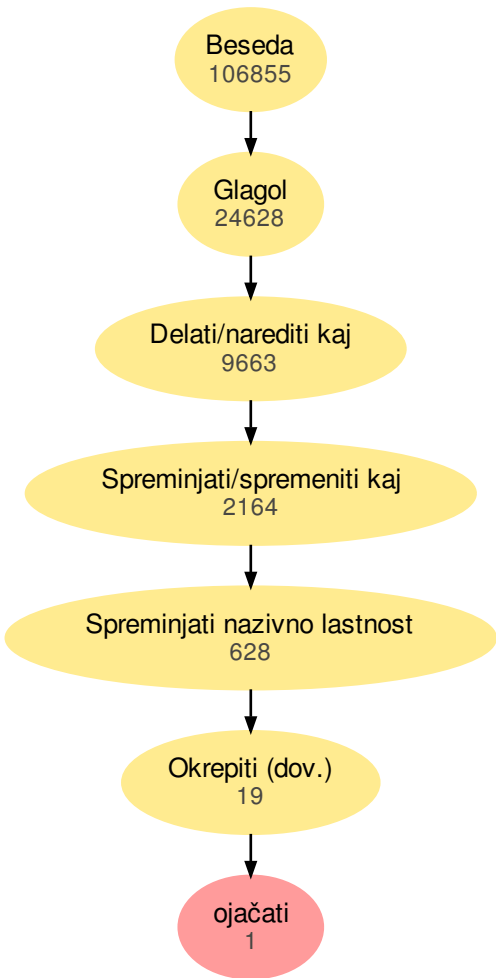 Beseda
106855
Glagol
24628
Delati/narediti kaj
9663
Spreminjati/spremeniti kaj
2164
Spreminjati nazivno lastnost
628
Okrepiti (dov.)
19
ojačati
1